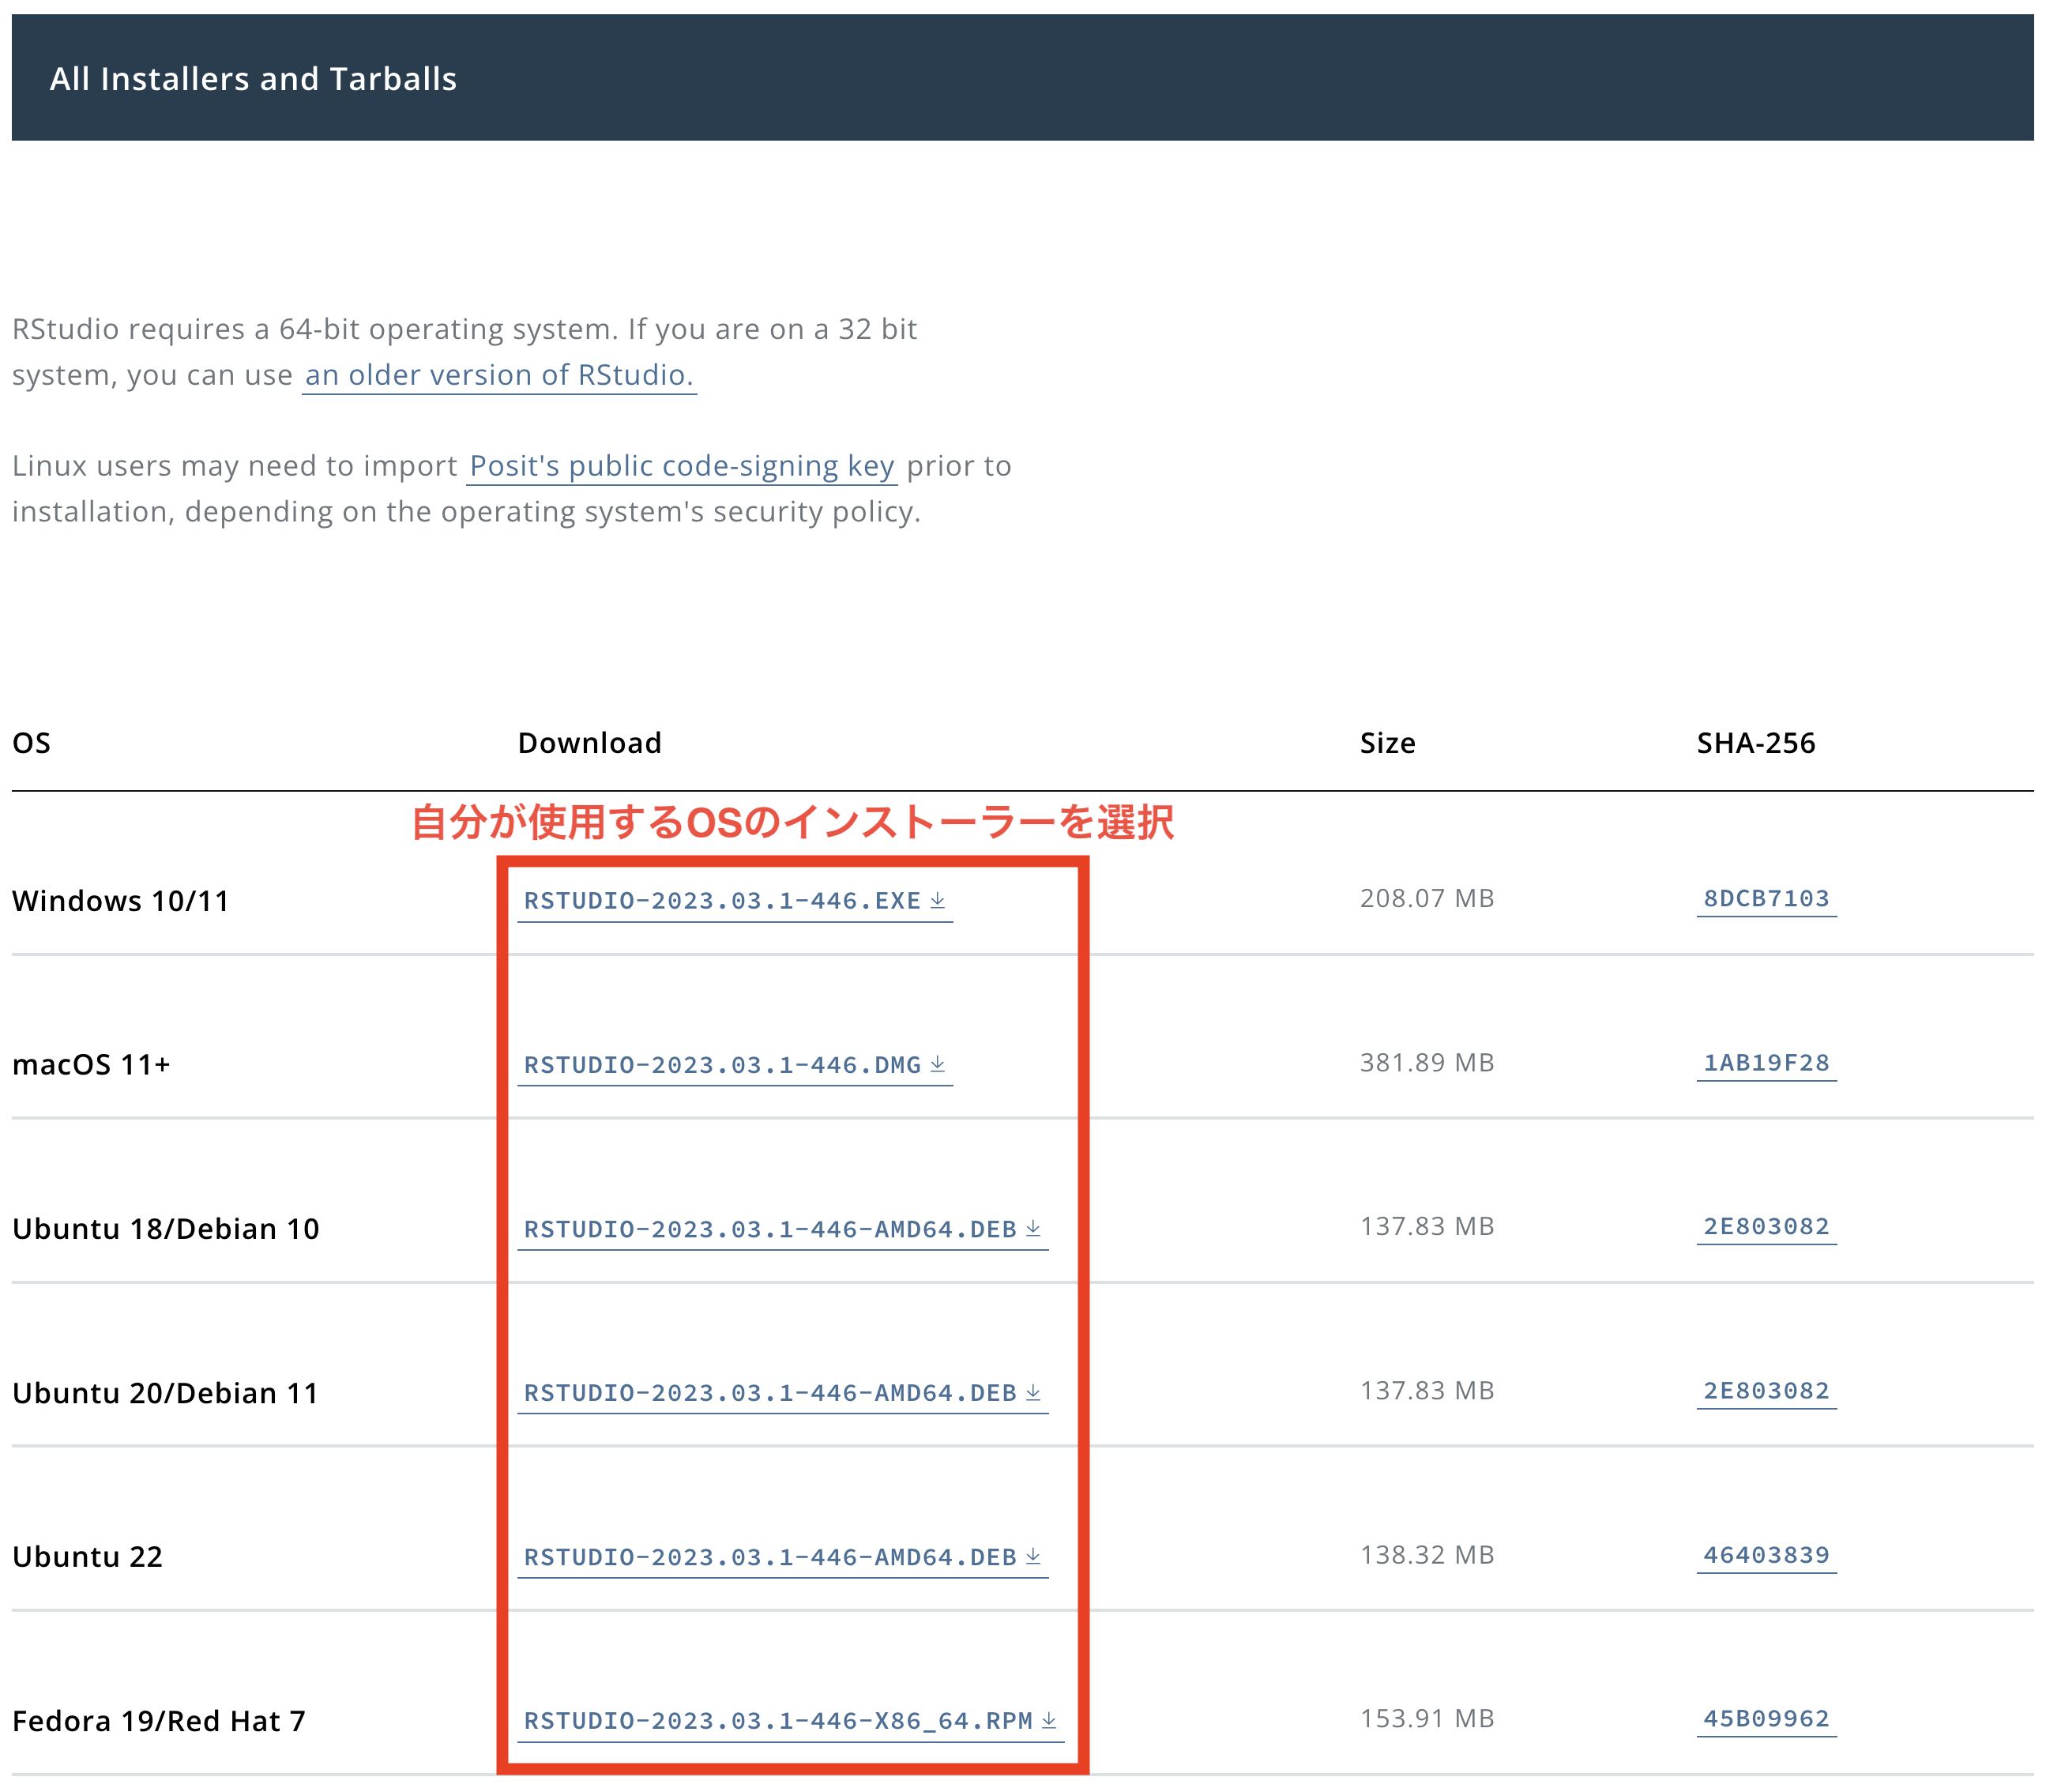 All Installers and Tarballs
RStudio requires a 64-bit operating system. If you are on a 32 bit
system, you can use an older version of RStudio.
Linux users may need to import Posit's public code-signing key prior to
installation, depending on the operating system's security policy.
OS Download Size SHA-256
自分が使用するOSのインストーラーを選択
Windows 10/11 RSTUDIO-2023.03.1-446.EXE 208.07 MB 8DCB7103
macOS 11+ RSTUDIO-2023.03.1-446.DMG 381.89 MB 1AB19F28
Ubuntu 18/Debian 10 RSTUDIO-2023.03.1-446-AMD64.DEB 137.83 MB 2E803082
Ubuntu 20/Debian 11 RSTUDIO-2023.03.1-446-AMD64.DEB 137.83 MB 2E803082
Ubuntu 22 RSTUDIO-2023.03.1-446-AMD64.DEB 138.32 MB 46403839
Fedora 19/Red Hat 7 RSTUDIO-2023.03.1-446-X86_64.RPM 153.91 MB 45B09962